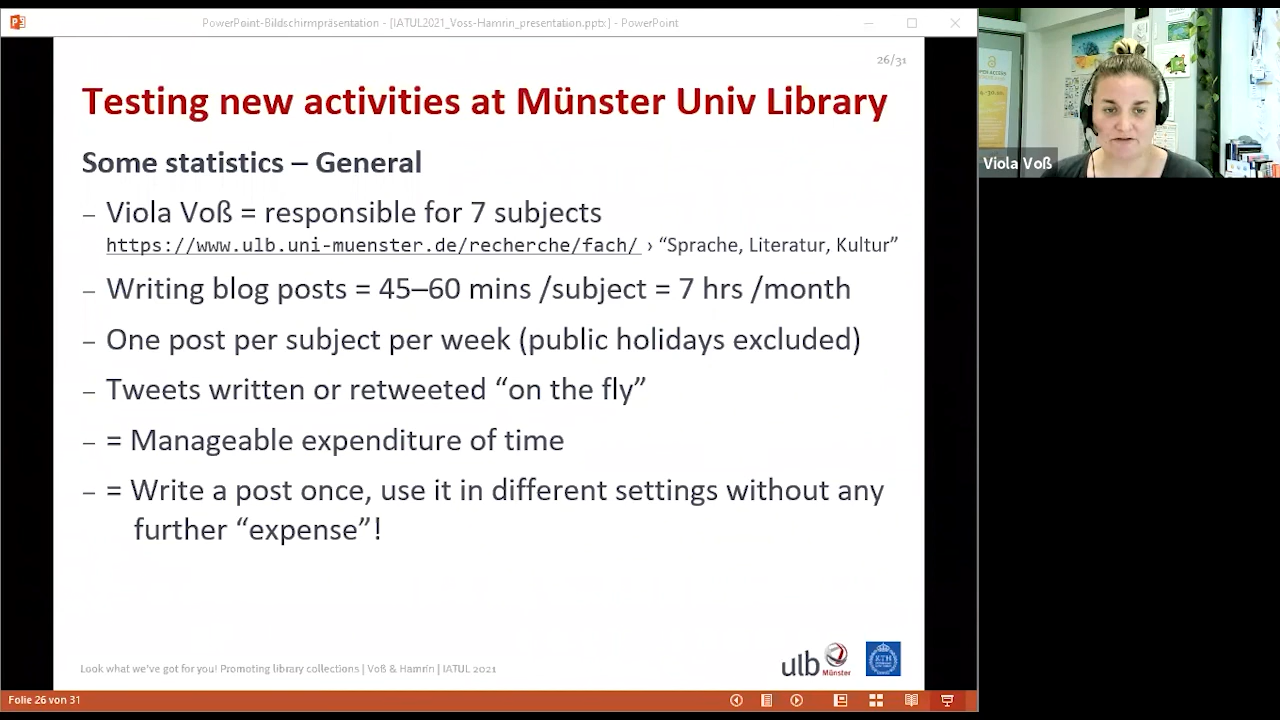 PowerPoint-Bildschirmpräsentation - [IATUL2021_Voss-Hamrin_presentation.ppb:] - PowerPoint
26/31
Testing new activities at Münster Univ Library
Some statistics – General
– Viola Voß = responsible for 7 subjects
https://www.ulb.uni-muenster.de/recherche/fach/ › “Sprache, Literatur, Kultur”
– Writing blog posts = 45–60 mins /subject = 7 hrs /month
– One post per subject per week (public holidays excluded)
– Tweets written or retweeted “on the fly”
– = Manageable expenditure of time
– = Write a post once, use it in different settings without any
further “expense”!
Look what we've got for you! Promoting library collections | Voß & Hamrin | IATUL 2021
ulb Münster
KTH
Folie 26 von 31
Viola Voß